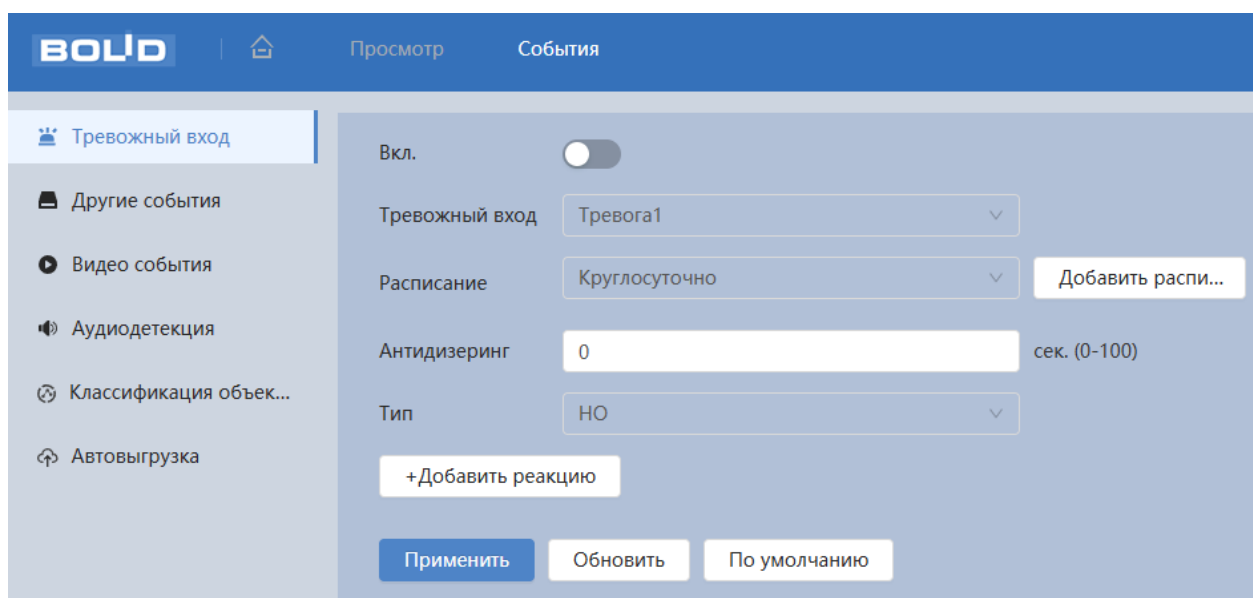 BOLID
Просмотр
События
Тревожный вход
Другие события
Видео события
Аудиодетекция
Классификация объек...
Автовыгрузка
Вкл.
Тревожный вход Тревога1
Расписание Круглосуточно Добавить распи...
Антидизеринг 0 сек. (0-100)
Тип НО
+Добавить реакцию
Применить Обновить По умолчанию